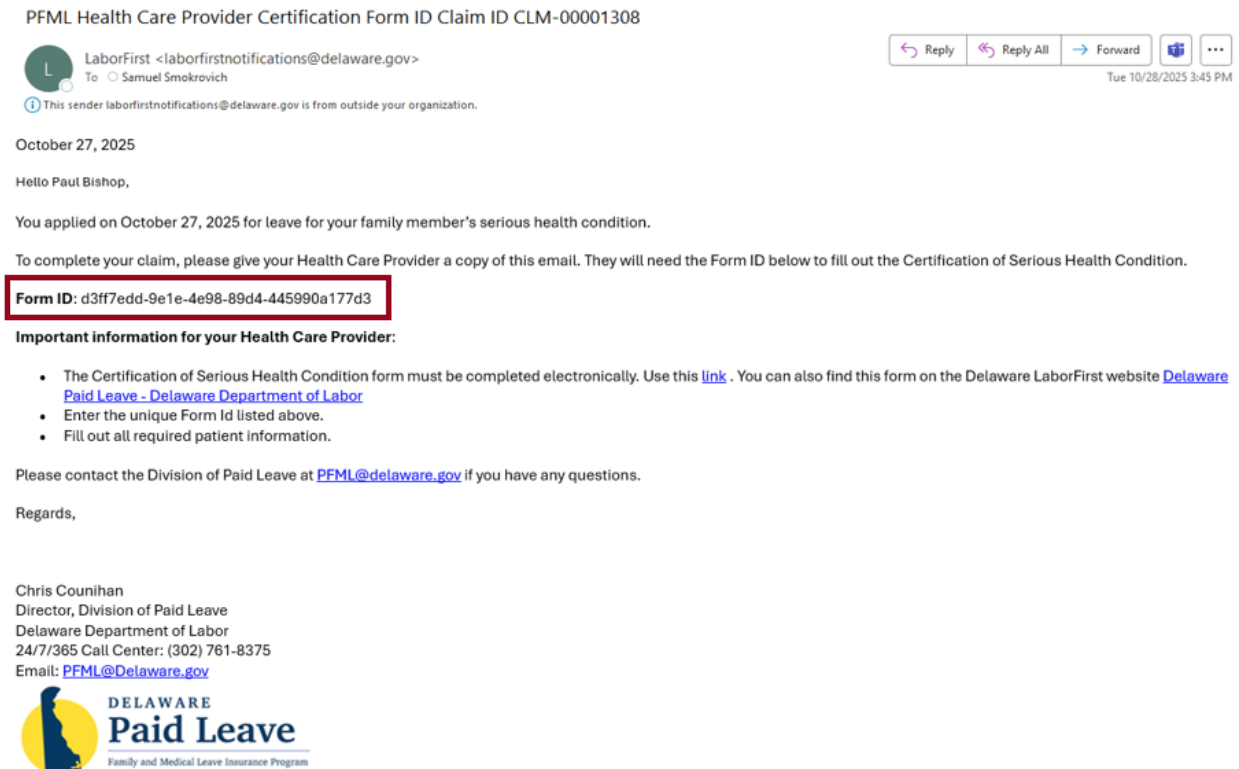 PFML Health Care Provider Certification Form ID Claim ID CLM-00001308
L
LaborFirst <laborfirstnotifications@delaware.gov>
To Samuel Smokrovich
Reply
Reply All
Forward
Tue 10/28/2025 3:45 PM
This sender laborfirstnotifications@delaware.gov is from outside your organization.
October 27, 2025
Hello Paul Bishop,
You applied on October 27, 2025 for leave for your family member's serious health condition.
To complete your claim, please give your Health Care Provider a copy of this email. They will need the Form ID below to fill out the Certification of Serious Health Condition.
Form ID: d3ff7edd-9e1e-4e98-89d4-445990a177d3
Important information for your Health Care Provider:
• The Certification of Serious Health Condition form must be completed electronically. Use this link . You can also find this form on the Delaware LaborFirst website Delaware
Paid Leave - Delaware Department of Labor
• Enter the unique Form Id listed above.
• Fill out all required patient information.
Please contact the Division of Paid Leave at PFML@delaware.gov if you have any questions.
Regards,
Chris Counihan
Director, Division of Paid Leave
Delaware Department of Labor
24/7/365 Call Center: (302) 761-8375
Email: PFML@Delaware.gov
DELAWARE
Paid Leave
Family and Medical Leave Insurance Program